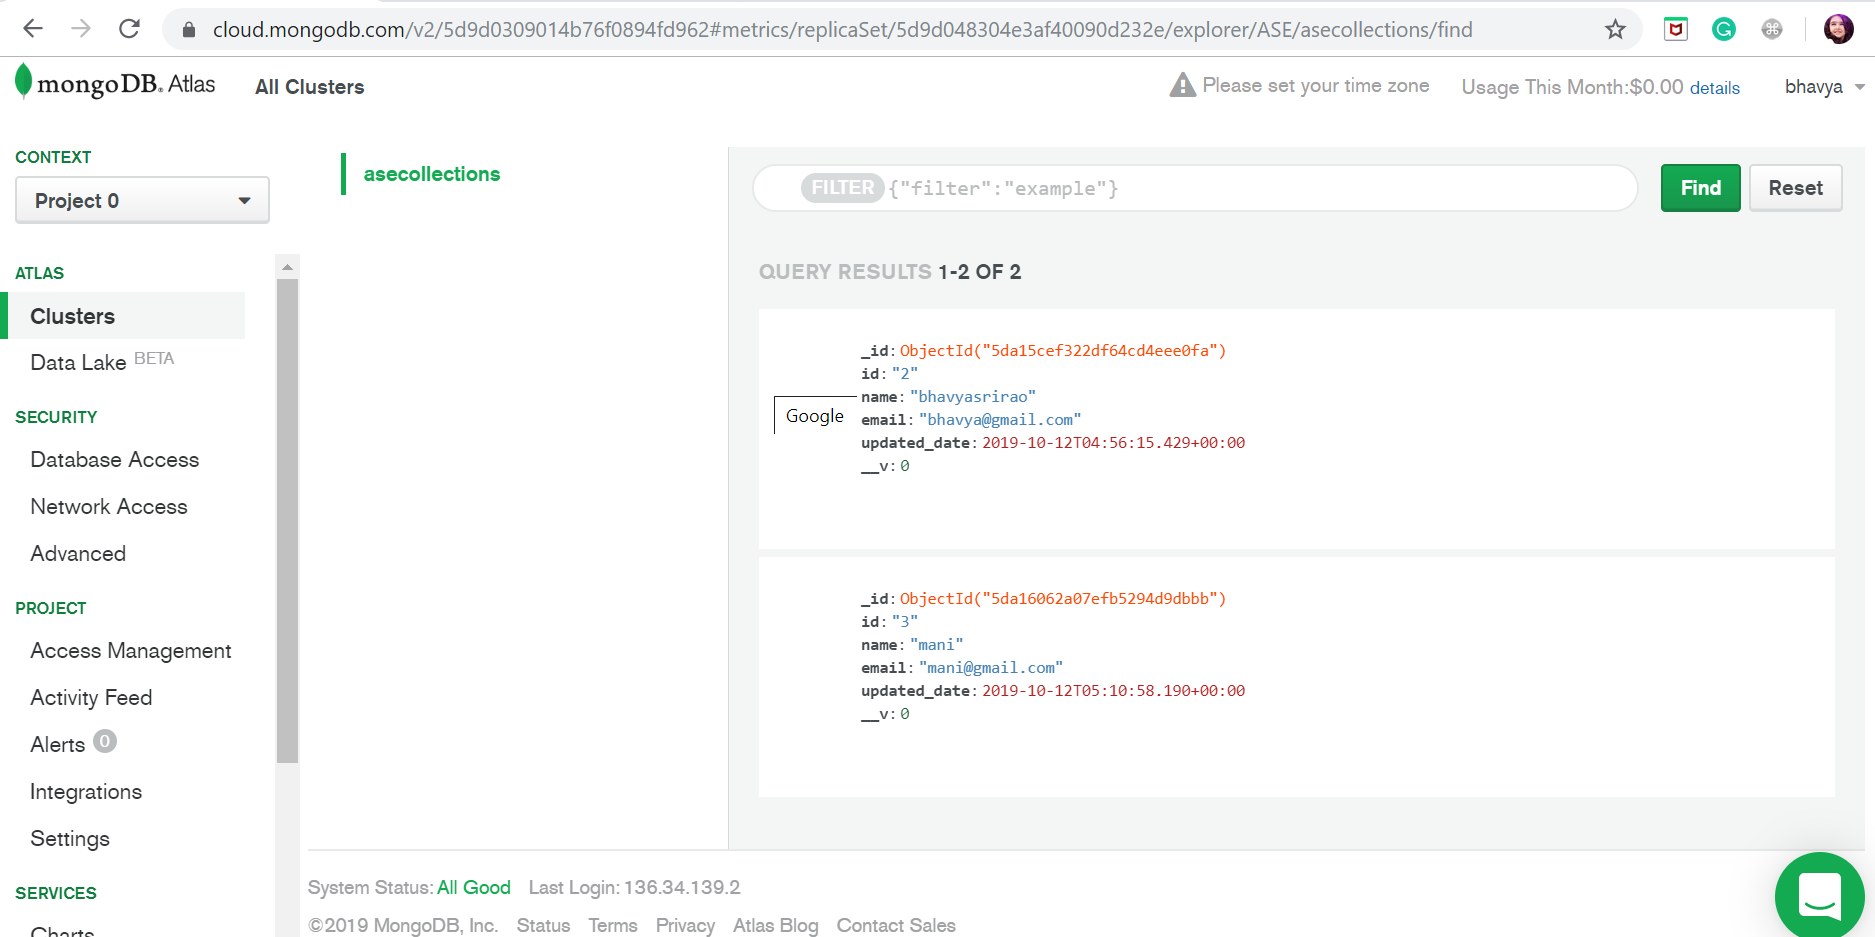 cloud.mongodb.com/v2/5d9d0309014b76f0894fd962#metrics/replicaSet/5d9d048304e3af40090d232e/explorer/ASE/asecollections/find
mongoDB. Atlas
All Clusters
Please set your time zone
Usage This Month:$0.00 details
bhavya
CONTEXT
Project 0
ATLAS
Clusters
Data Lake BETA
SECURITY
Database Access
Network Access
Advanced
PROJECT
Access Management
Activity Feed
Alerts 0
Integrations
Settings
SERVICES
Charts
asecollections
FILTER {"filter":"example"}
Find
Reset
QUERY RESULTS 1-2 OF 2
_id: ObjectId("5da15cef322df64cd4eee0fa")
id: "2"
name: "bhavyasrirao"
Google
email: "bhavya@gmail.com"
updated_date: 2019-10-12T04:56:15.429+00:00
__v: 0
_id: ObjectId("5da16062a07efb5294d9dbbb")
id: "3"
name: "mani"
email: "mani@gmail.com"
updated_date: 2019-10-12T05:10:58.190+00:00
__v: 0
System Status: All Good Last Login: 136.34.139.2
©2019 MongoDB, Inc. Status Terms Privacy Atlas Blog Contact Sales